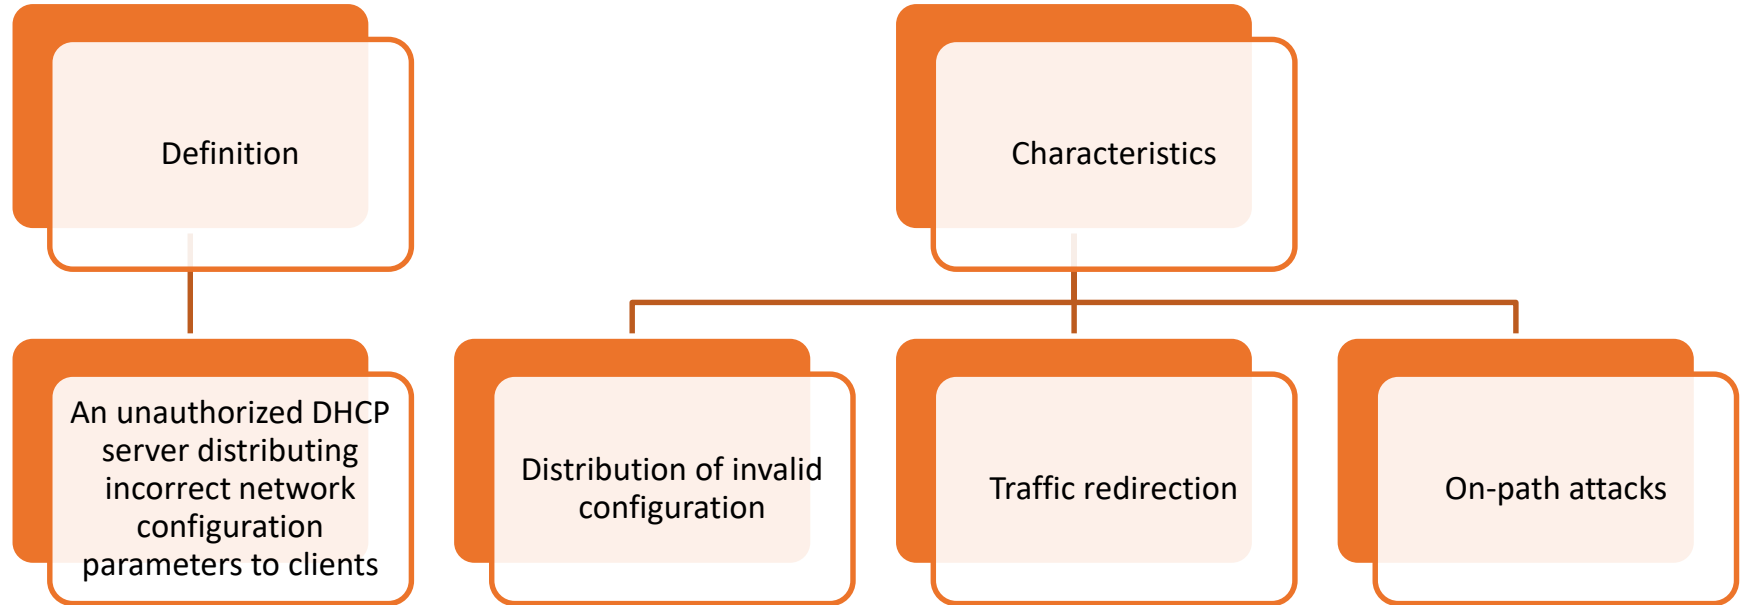 Definition
Characteristics
An unauthorized DHCP
server distributing
incorrect network
configuration
parameters to clients
Distribution of invalid
configuration
Traffic redirection
On-path attacks